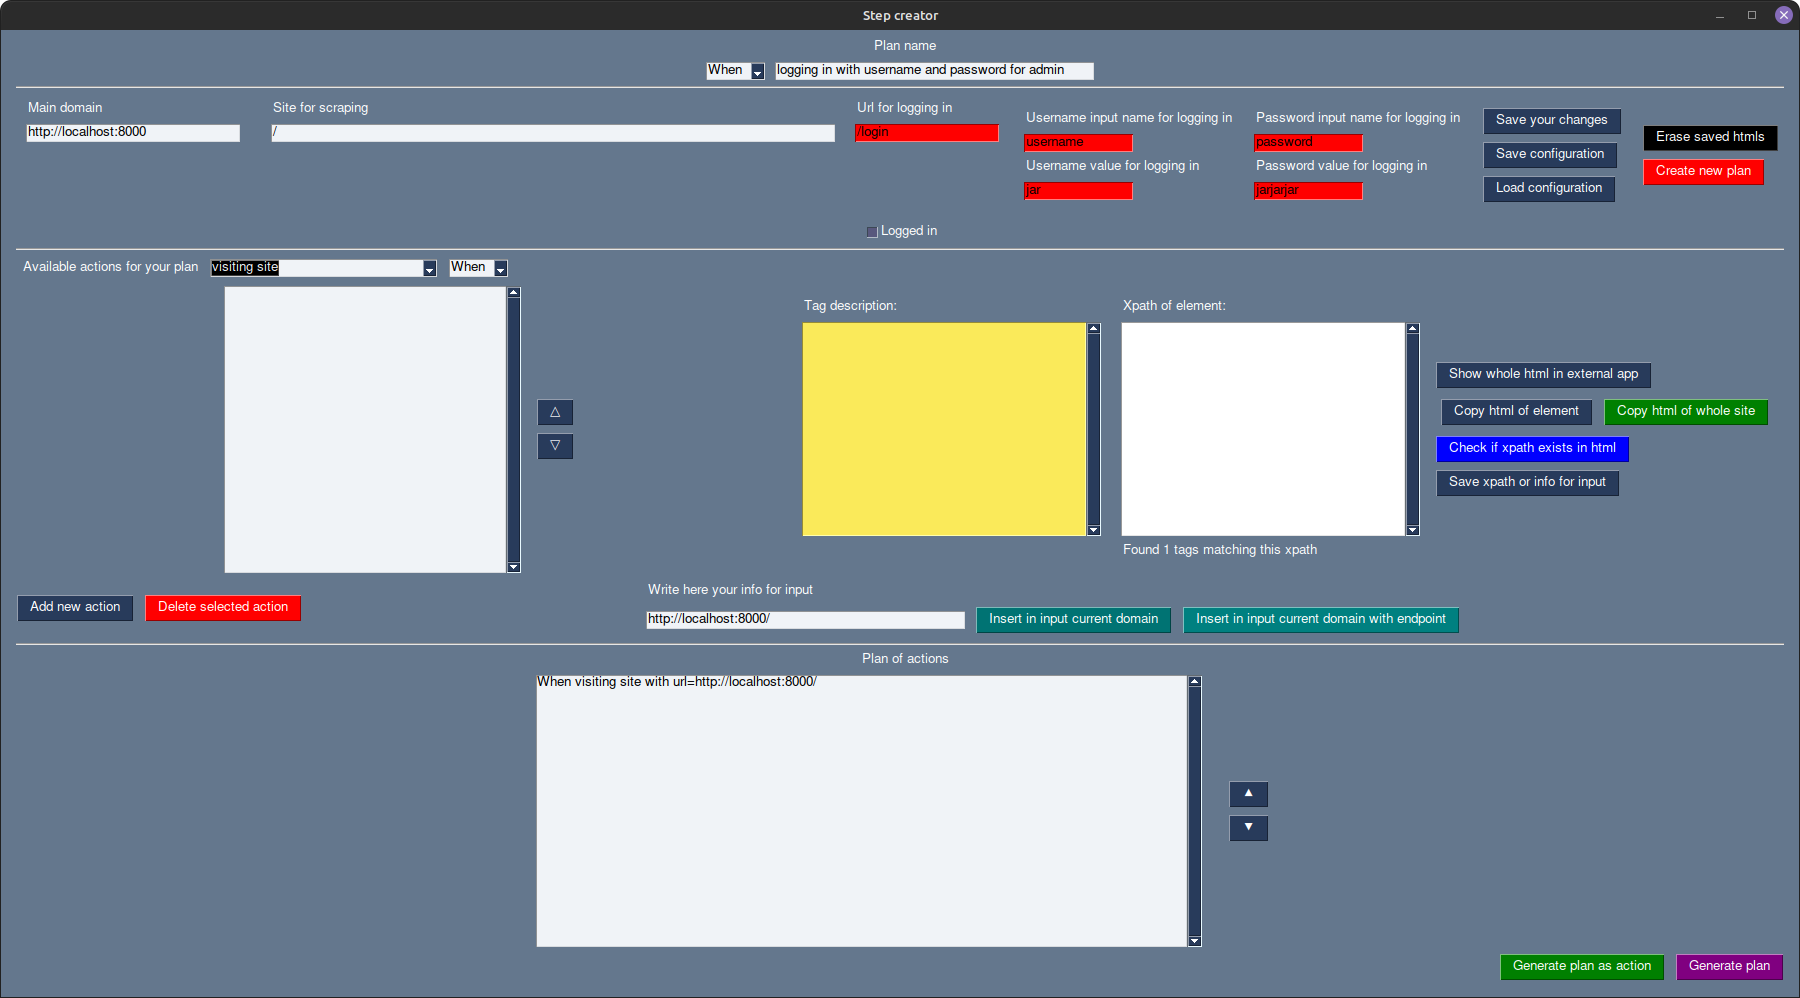 Step creator
Plan name
When
logging in with username and password for admin
Main domain
Site for scraping
Url for logging in
http://localhost:8000
/
/login
Username input name for logging in
Password input name for logging in
username
password
Username value for logging in
Password value for logging in
jar
jarjarjar
Save your changes
Save configuration
Load configuration
Erase saved htmls
Create new plan
Logged in
Available actions for your plan
visiting site
When
△
▽
Tag description:
Xpath of element:
Show whole html in external app
Copy html of element
Copy html of whole site
Check if xpath exists in html
Save xpath or info for input
Found 1 tags matching this xpath
Add new action
Delete selected action
Write here your info for input
http://localhost:8000/
Insert in input current domain
Insert in input current domain with endpoint
Plan of actions
When visiting site with url=http://localhost:8000/
▲
▼
Generate plan as action
Generate plan